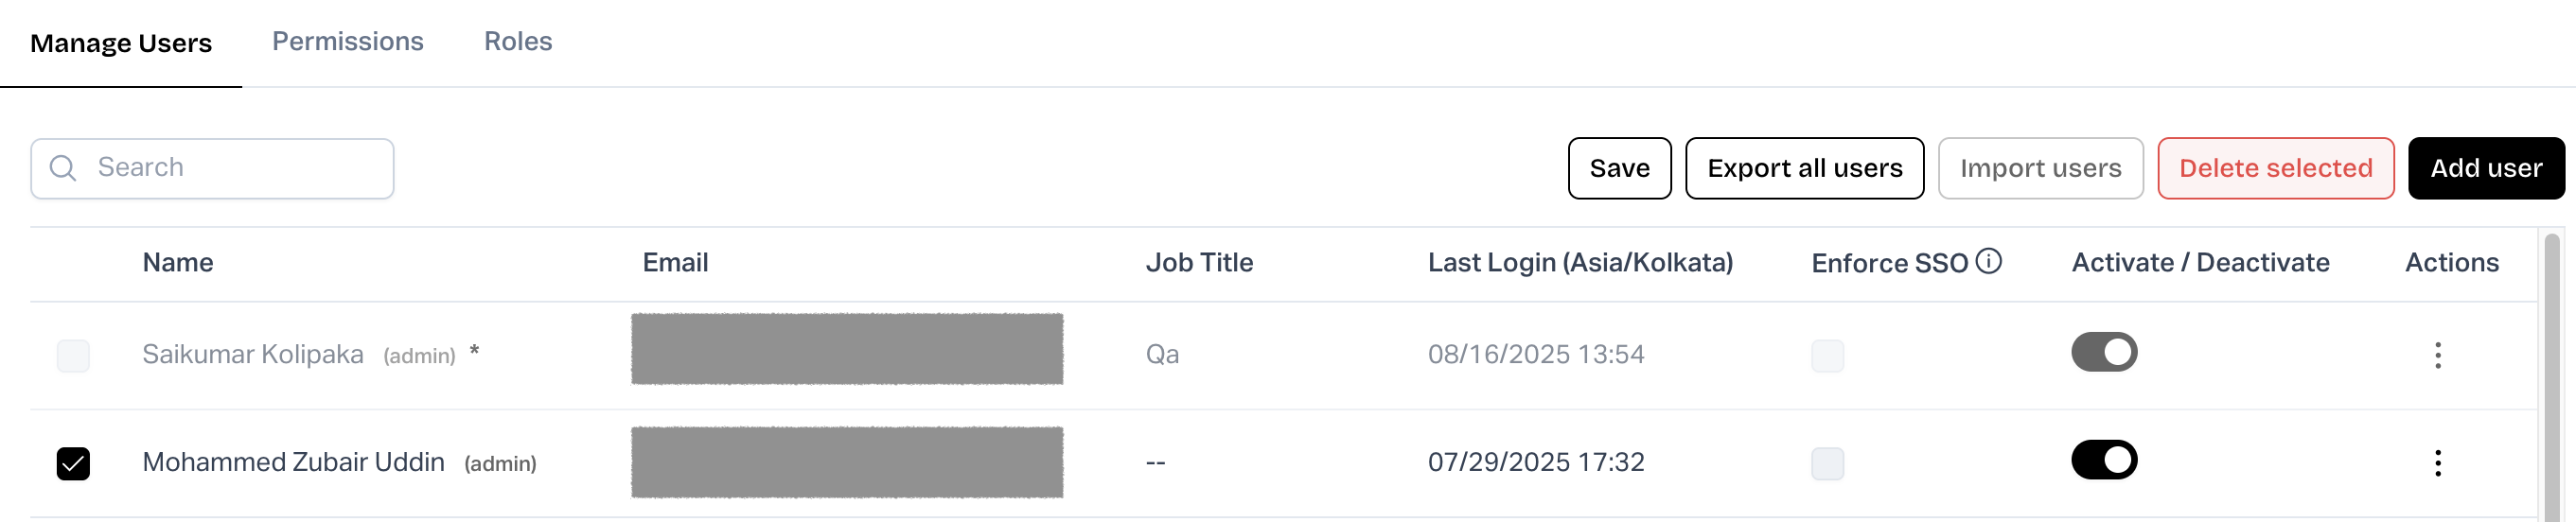 Manage Users Permissions Roles
Search Save Export all users Import users Delete selected Add user
Name Email Job Title Last Login (Asia/Kolkata) Enforce SSO Activate / Deactivate Actions
Saikumar Kolipaka (admin) * Qa 08/16/2025 13:54
Mohammed Zubair Uddin (admin) -- 07/29/2025 17:32